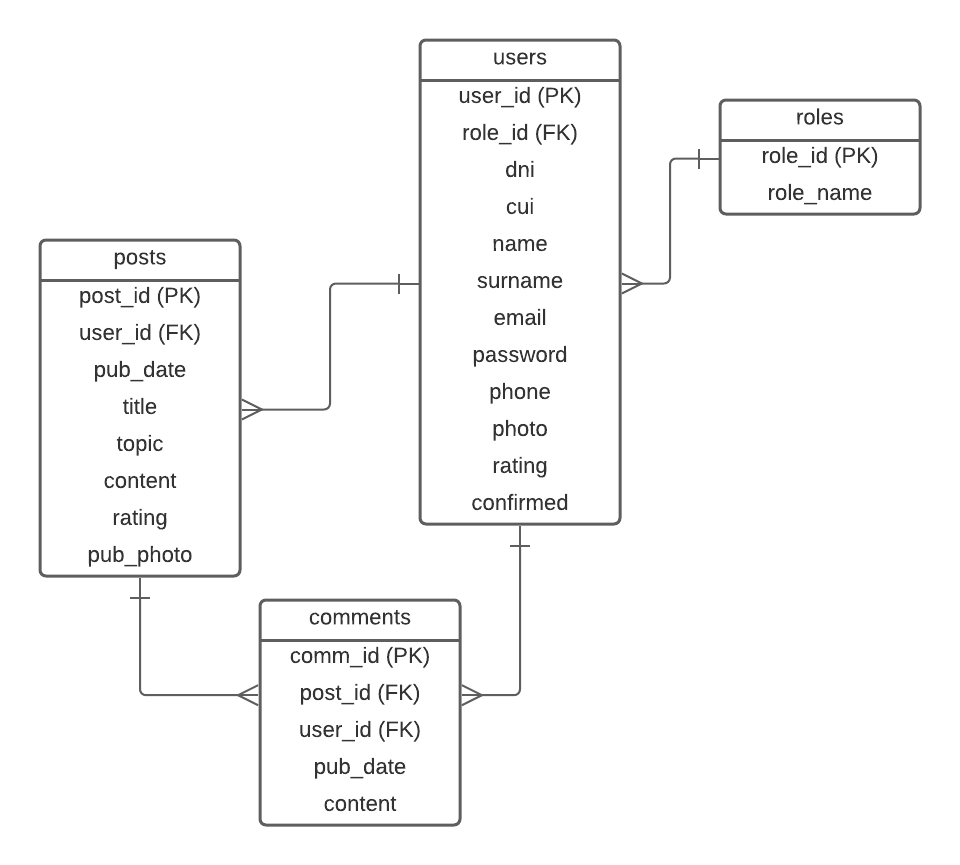 users
user_id (PK)
role_id (FK)
dni
cui
name
surname
email
password
phone
photo
rating
confirmed
roles
role_id (PK)
role_name
posts
post_id (PK)
user_id (FK)
pub_date
title
topic
content
rating
pub_photo
comments
comm_id (PK)
post_id (FK)
user_id (FK)
pub_date
content